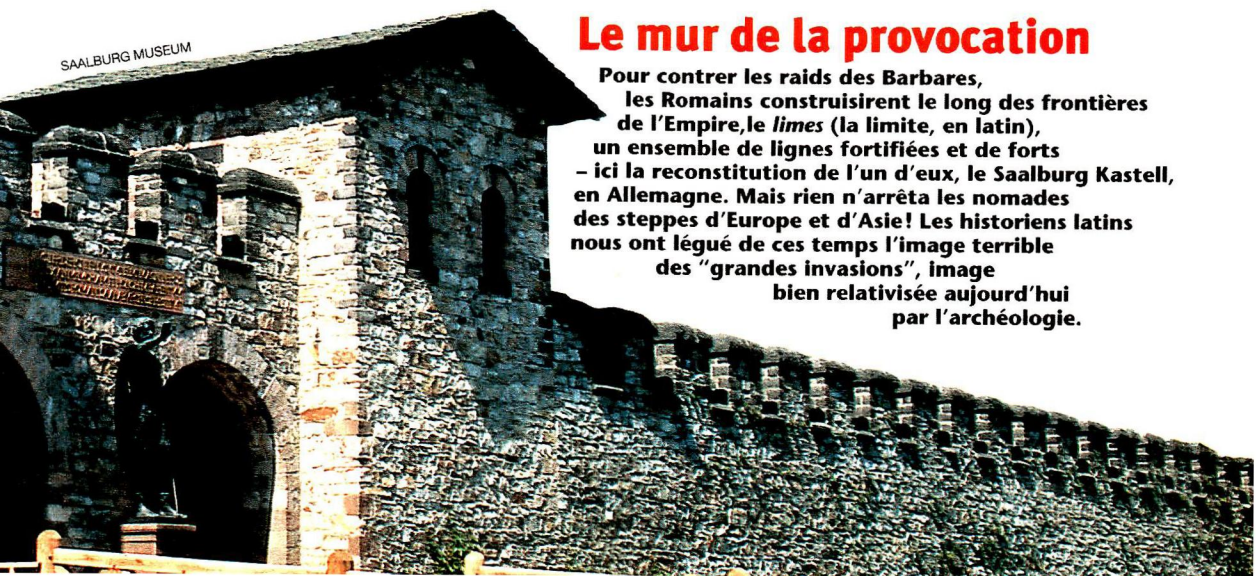 SAALBURG MUSEUM
Le mur de la provocation
Pour contrer les raids des Barbares,
les Romains construisirent le long des frontières
de l'Empire,le limes (la limite, en latin),
un ensemble de lignes fortifiées et de forts
– ici la reconstitution de l'un d'eux, le Saalburg Kastell,
en Allemagne. Mais rien n'arrêta les nomades
des steppes d'Europe et d'Asie! Les historiens latins
nous ont légué de ces temps l'image terrible
des "grandes invasions", image
bien relativisée aujourd'hui
par l'archéologie.